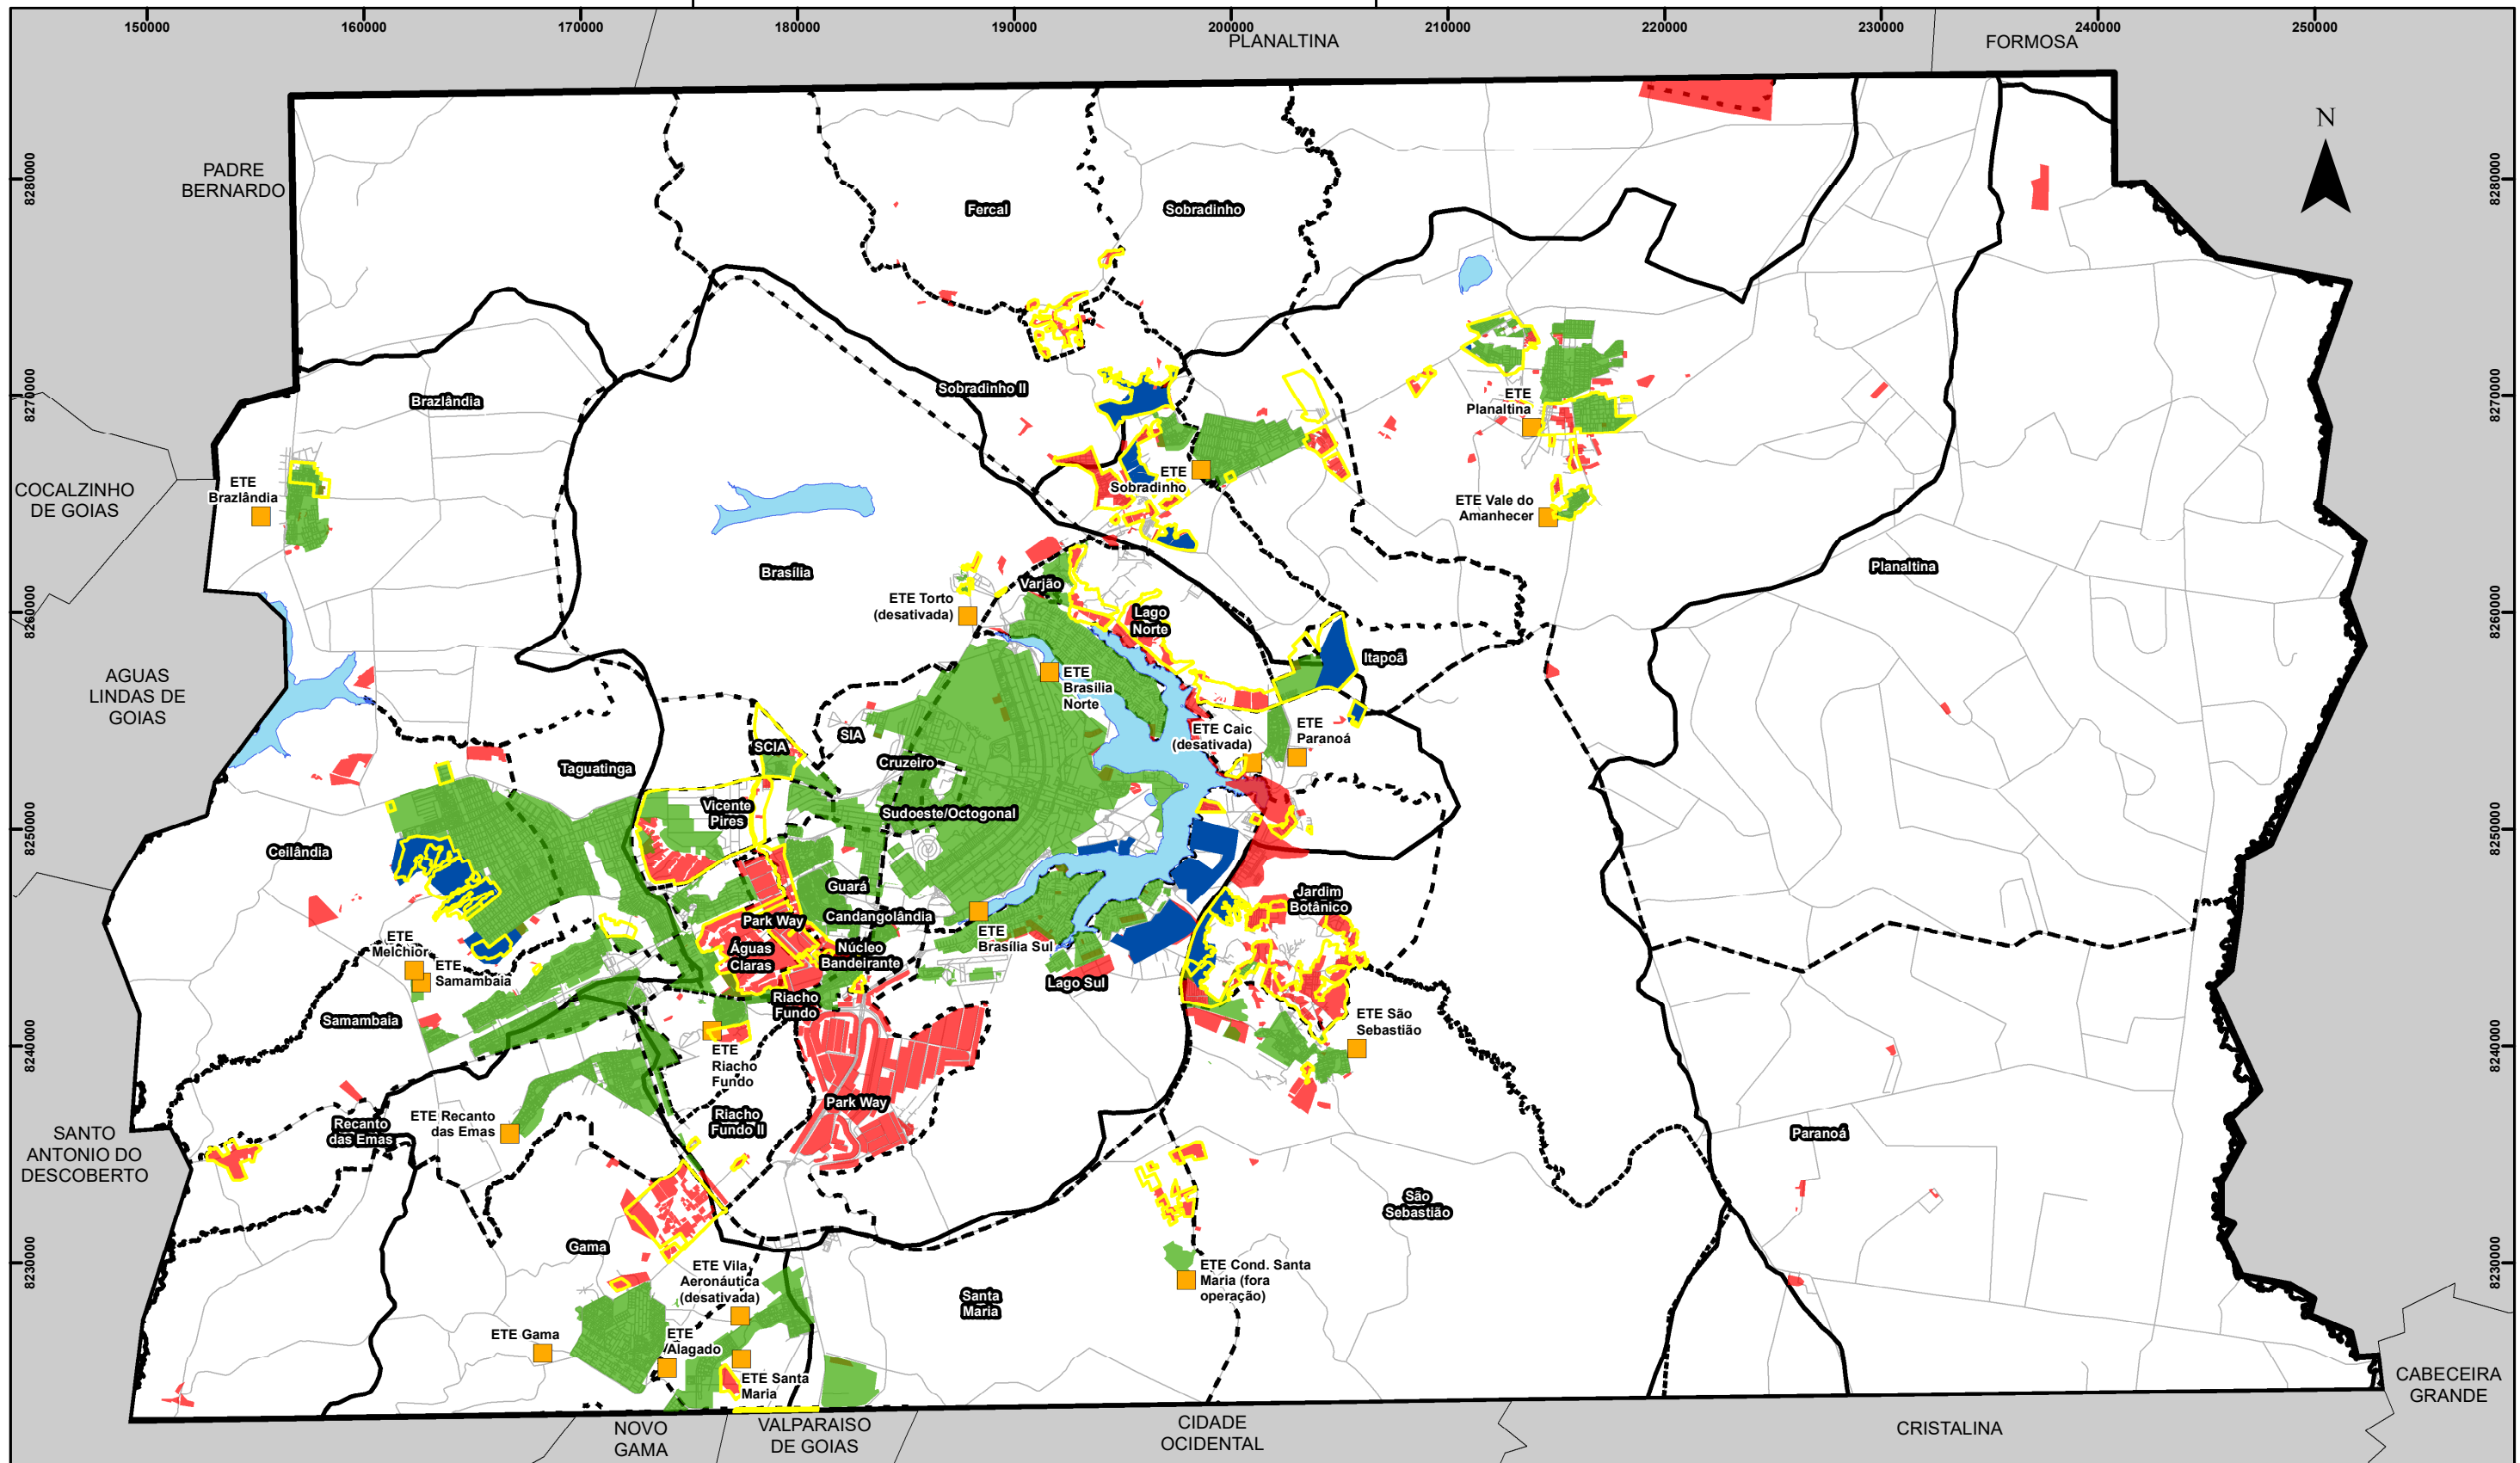 150000
160000
170000
180000
190000
200000
210000
220000
230000
240000
250000
PLANALTINA
FORMOSA
N
8280000
8280000
PADRE
BERNARDO
Fercal
Sobradinho
8270000
8270000
Brazlândia
Sobradinho II
ETE
Planaltina
COCALZINHO
DE GOIAS
ETE
Brazlândia
ETE
Sobradinho
ETE Vale do
Amanhecer
Brasília
Planaltina
Varjão
ETE Torto
(desativada)
Lago
Norte
8260000
8260000
Itapoã
AGUAS
LINDAS DE
GOIAS
ETE
Brasilia
Norte
SCIA
SIA
ETE Caic
(desativada)
ETE
Paranoá
Taguatinga
Cruzeiro
Vicente
Pires
Sudoeste/Octogonal
8250000
8250000
Ceilândia
Guará
Jardim
Botânico
Park Way
Candangolândia
ETE
Melchior
Águas
Claras
Núcleo
Bandeirante
ETE
Brasília Sul
ETE
Samambaia
Lago Sul
Riacho
Fundo
Samambaia
ETE São
Sebastião
8240000
8240000
ETE
Riacho
Fundo
Park Way
ETE Recanto
das Emas
Recanto
das Emas
Riacho
Fundo II
SANTO
ANTONIO DO
DESCOBERTO
Paranoá
São
Sebastião
Gama
8230000
8230000
ETE Vila
Aeronáutica
(desativada)
ETE Cond. Santa
Maria (fora
operação)
Santa
Maria
ETE Gama
ETE
Alagado
ETE Santa
Maria
CABECEIRA
GRANDE
NOVO
GAMA
VALPARAISO
DE GOIAS
CIDADE
OCIDENTAL
CRISTALINA